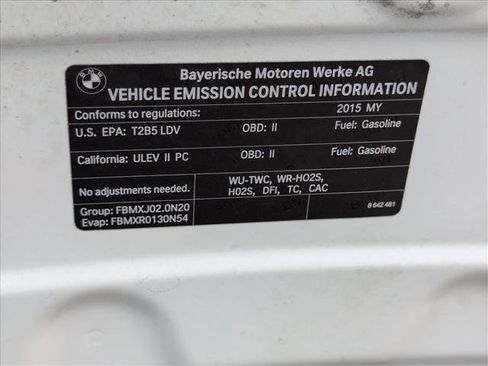 BMW
Bayerische Motoren Werke AG
VEHICLE EMISSION CONTROL INFORMATION
Conforms to regulations: 2015 MY
U.S. EPA: T2B5 LDV OBD: II Fuel: Gasoline
California: ULEV II PC OBD: II Fuel: Gasoline
No adjustments needed. WU-TWC, WR-HO2S,
HO2S, DFI, TC, CAC
Group: FBMXJ02.0N20
Evap: FBMXR0130N54 8 642 481